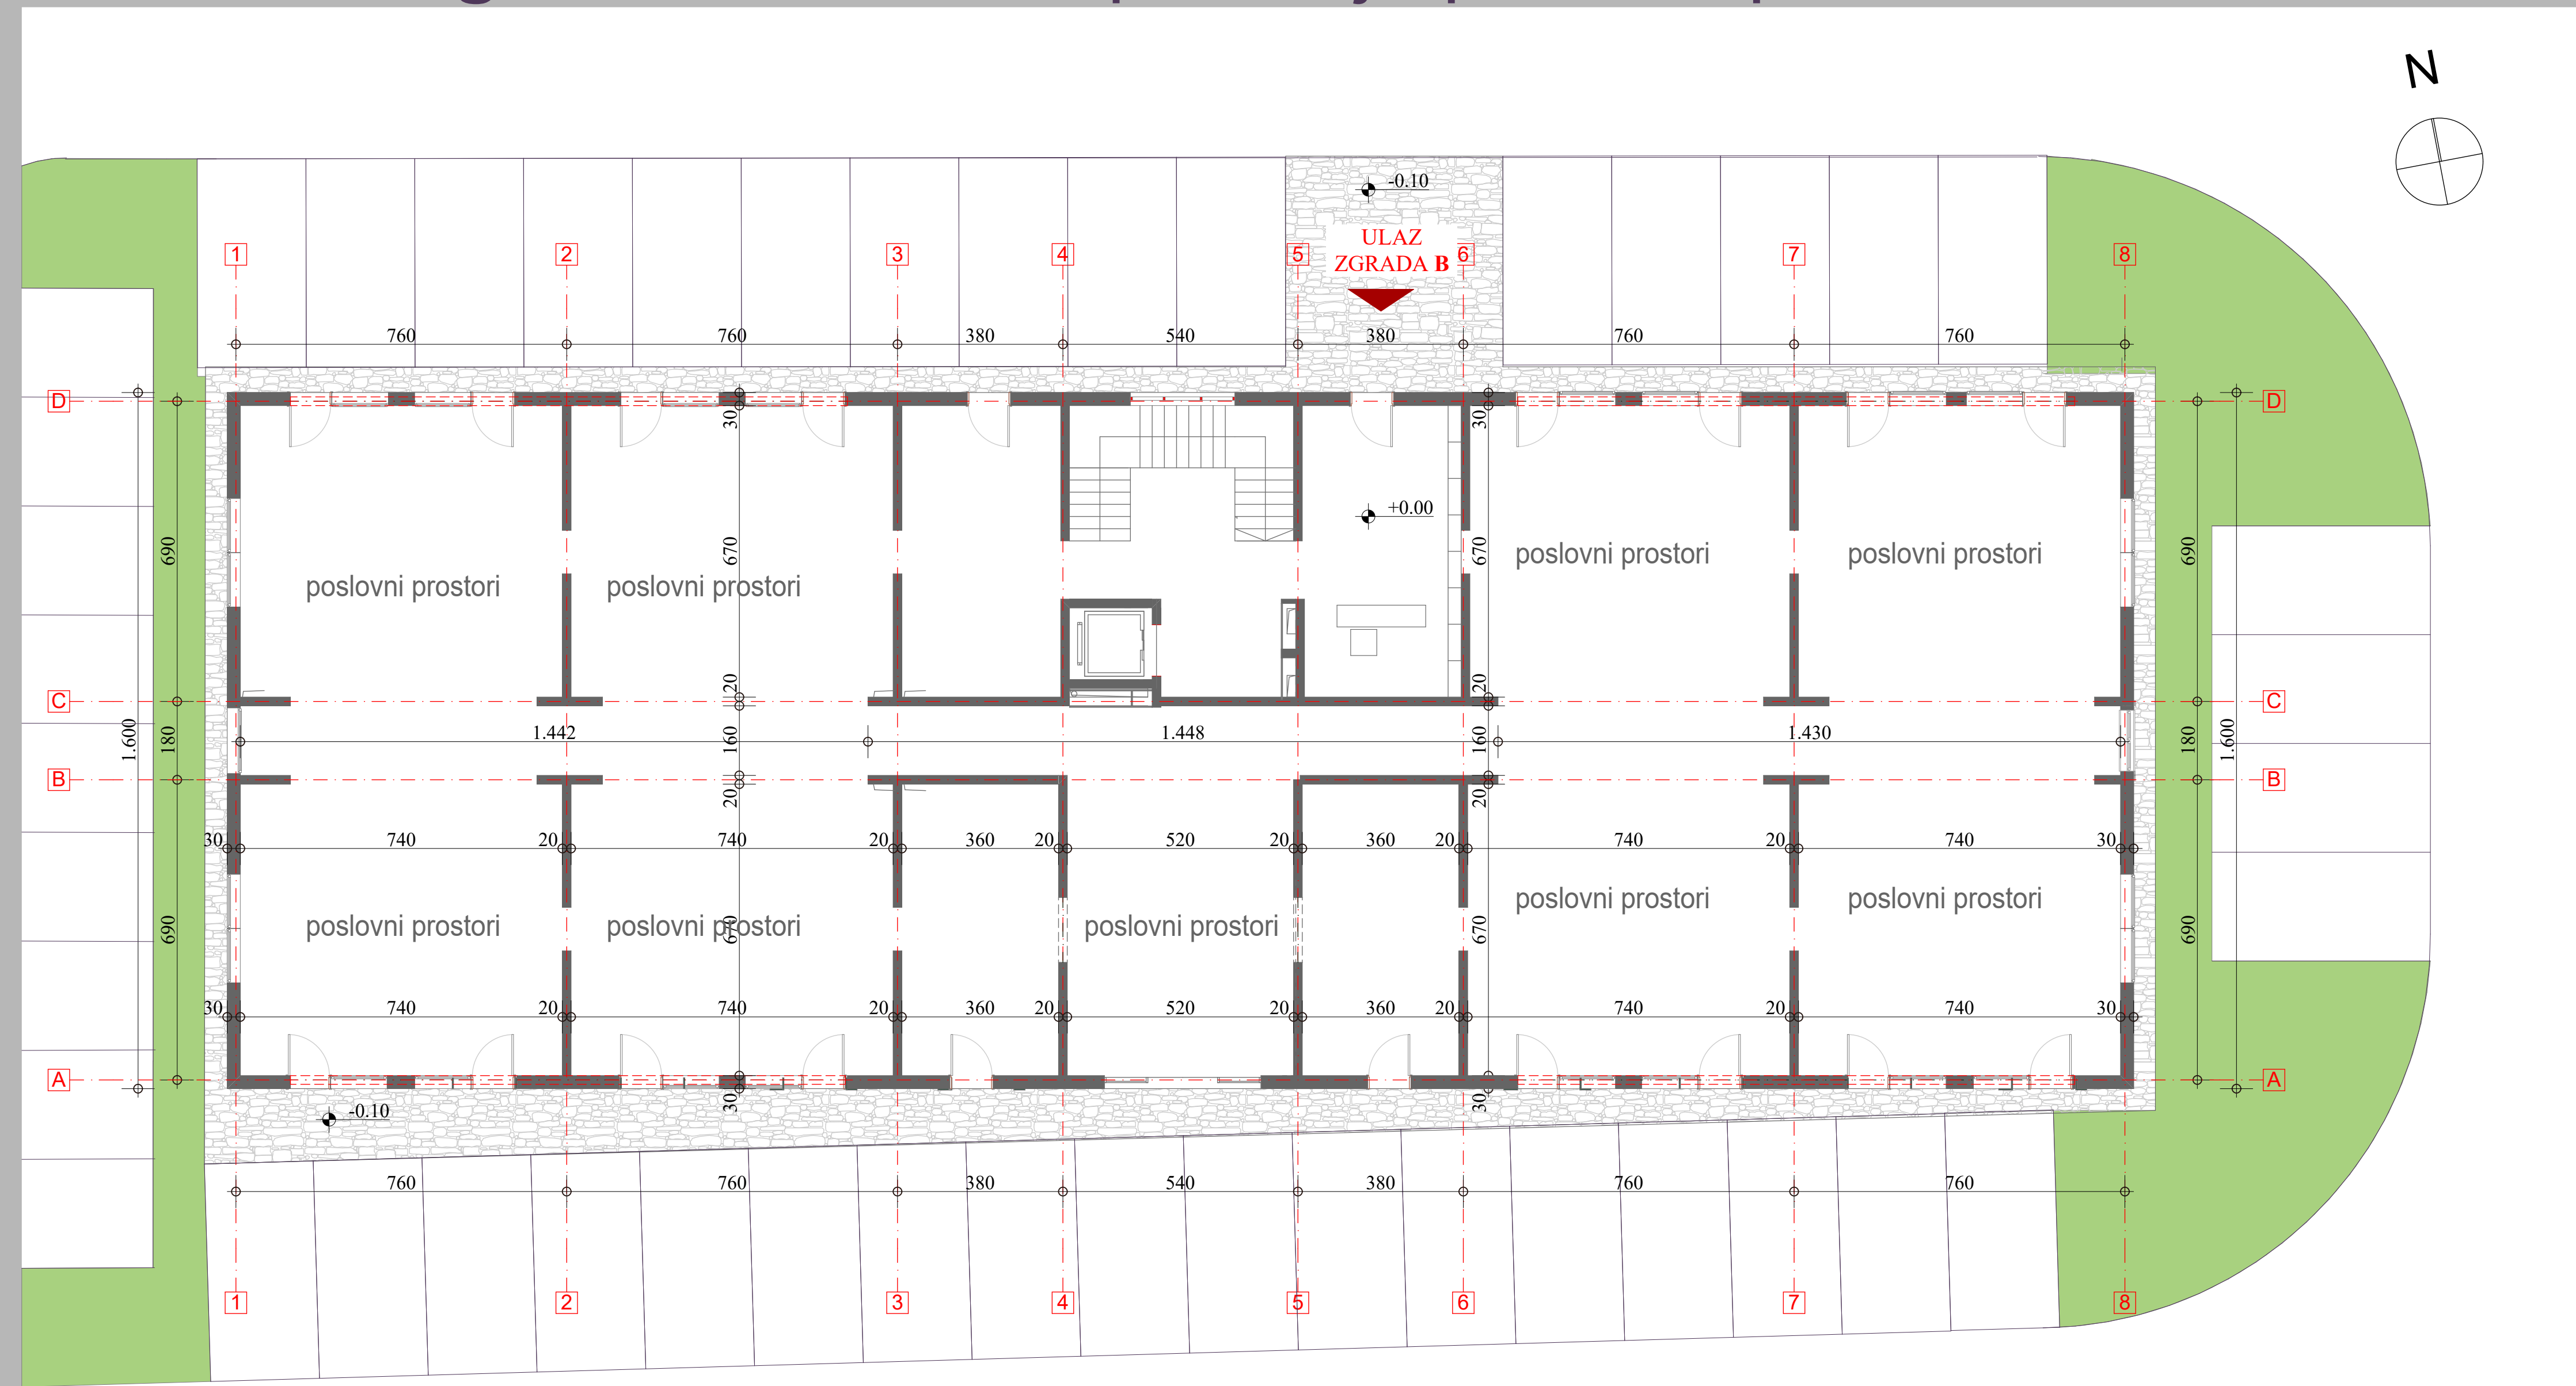 N
-0.10
ULAZ
ZGRADA B
1 2 3 4 5 6 7 8
760 760 380 540 380 760 760
D D
30 30
+0.00
690 670 670 690
poslovni prostori poslovni prostori
poslovni prostori poslovni prostori
20 20
C C
1.600 180 1.442 160 1.448 160 1.430 180 1.600
B B
20 20
30 740 20 740 20 360 20 520 20 360 20 740 20 740 30
poslovni prostori poslovni prostori
poslovni prostori poslovni prostori poslovni prostori
690 670 670 690
30 740 20 740 20 360 20 520 20 360 20 740 20 740 30
A A
30 30
-0.10
760 760 380 540 380 760 760
1 2 3 4 5 6 7 8